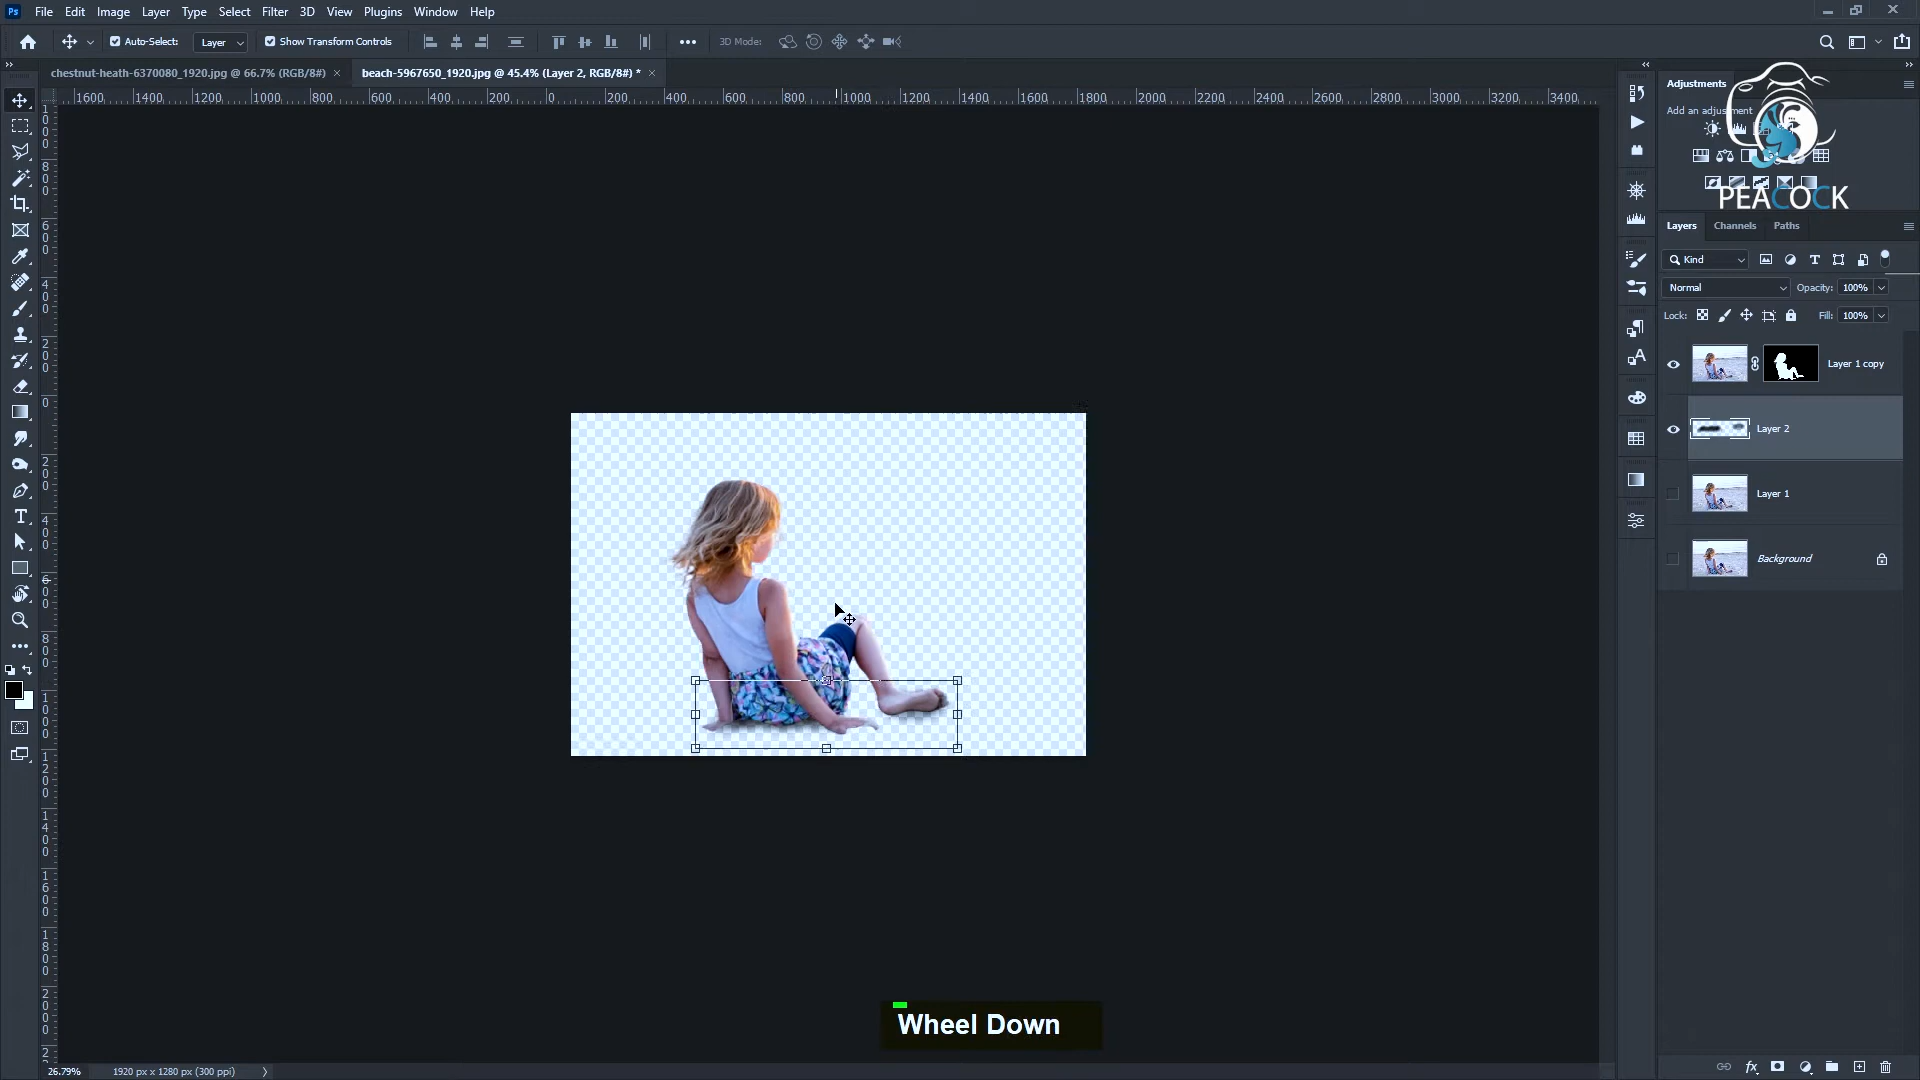 Ps File Edit Image Layer Type Select Filter 3D View Plugins Window Help
Auto-Select: Layer Show Transform Controls 3D Mode:
chestnut-heath-6370080_1920.jpg @ 66.7% (RGB/8#) × beach-5967650_1920.jpg @ 45.4% (Layer 2, RGB/8#) * ×
1600 1400 1200 1000 800 600 400 200 0 200 400 600 800 1000 1200 1400 1600 1800 2000 2200 2400 2600 2800 3000 3200 3400
Adjustments
Add an adjustment
PEACOCK
Layers Channels Paths
Kind
Normal Opacity: 100%
Lock: Fill: 100%
Layer 1 copy
Layer 2
Layer 1
Background
Wheel Down
26.79% 1920 px x 1280 px (300 ppi)